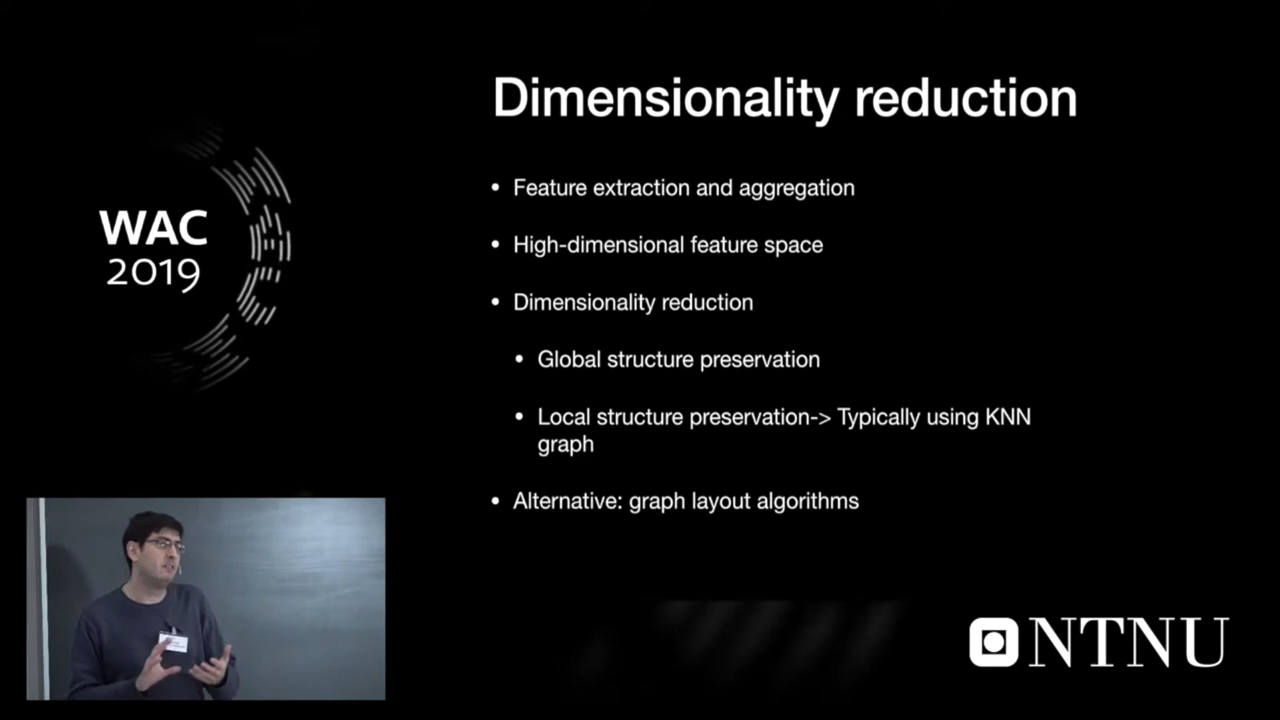 Dimensionality reduction
• Feature extraction and aggregation
• High-dimensional feature space
• Dimensionality reduction
• Global structure preservation
• Local structure preservation-> Typically using KNN
graph
• Alternative: graph layout algorithms
WAC
2019
NTNU